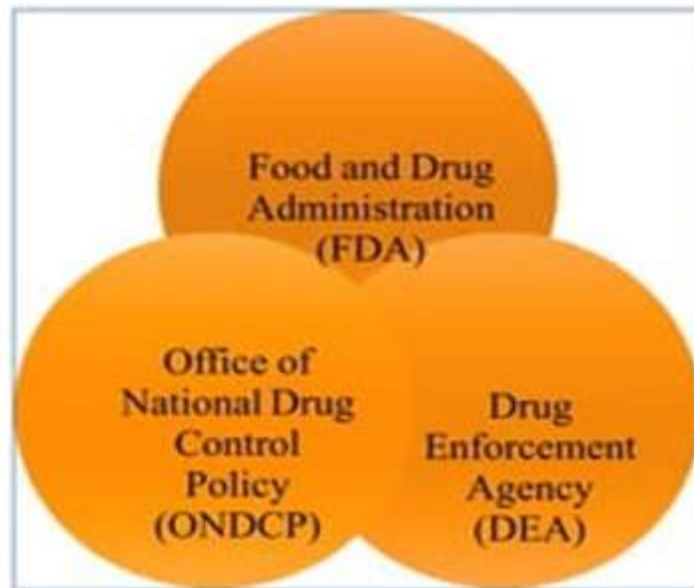 Food and Drug
Administration
(FDA)
Office of
National Drug
Control
Policy
(ONDCP)
Drug
Enforcement
Agency
(DEA)